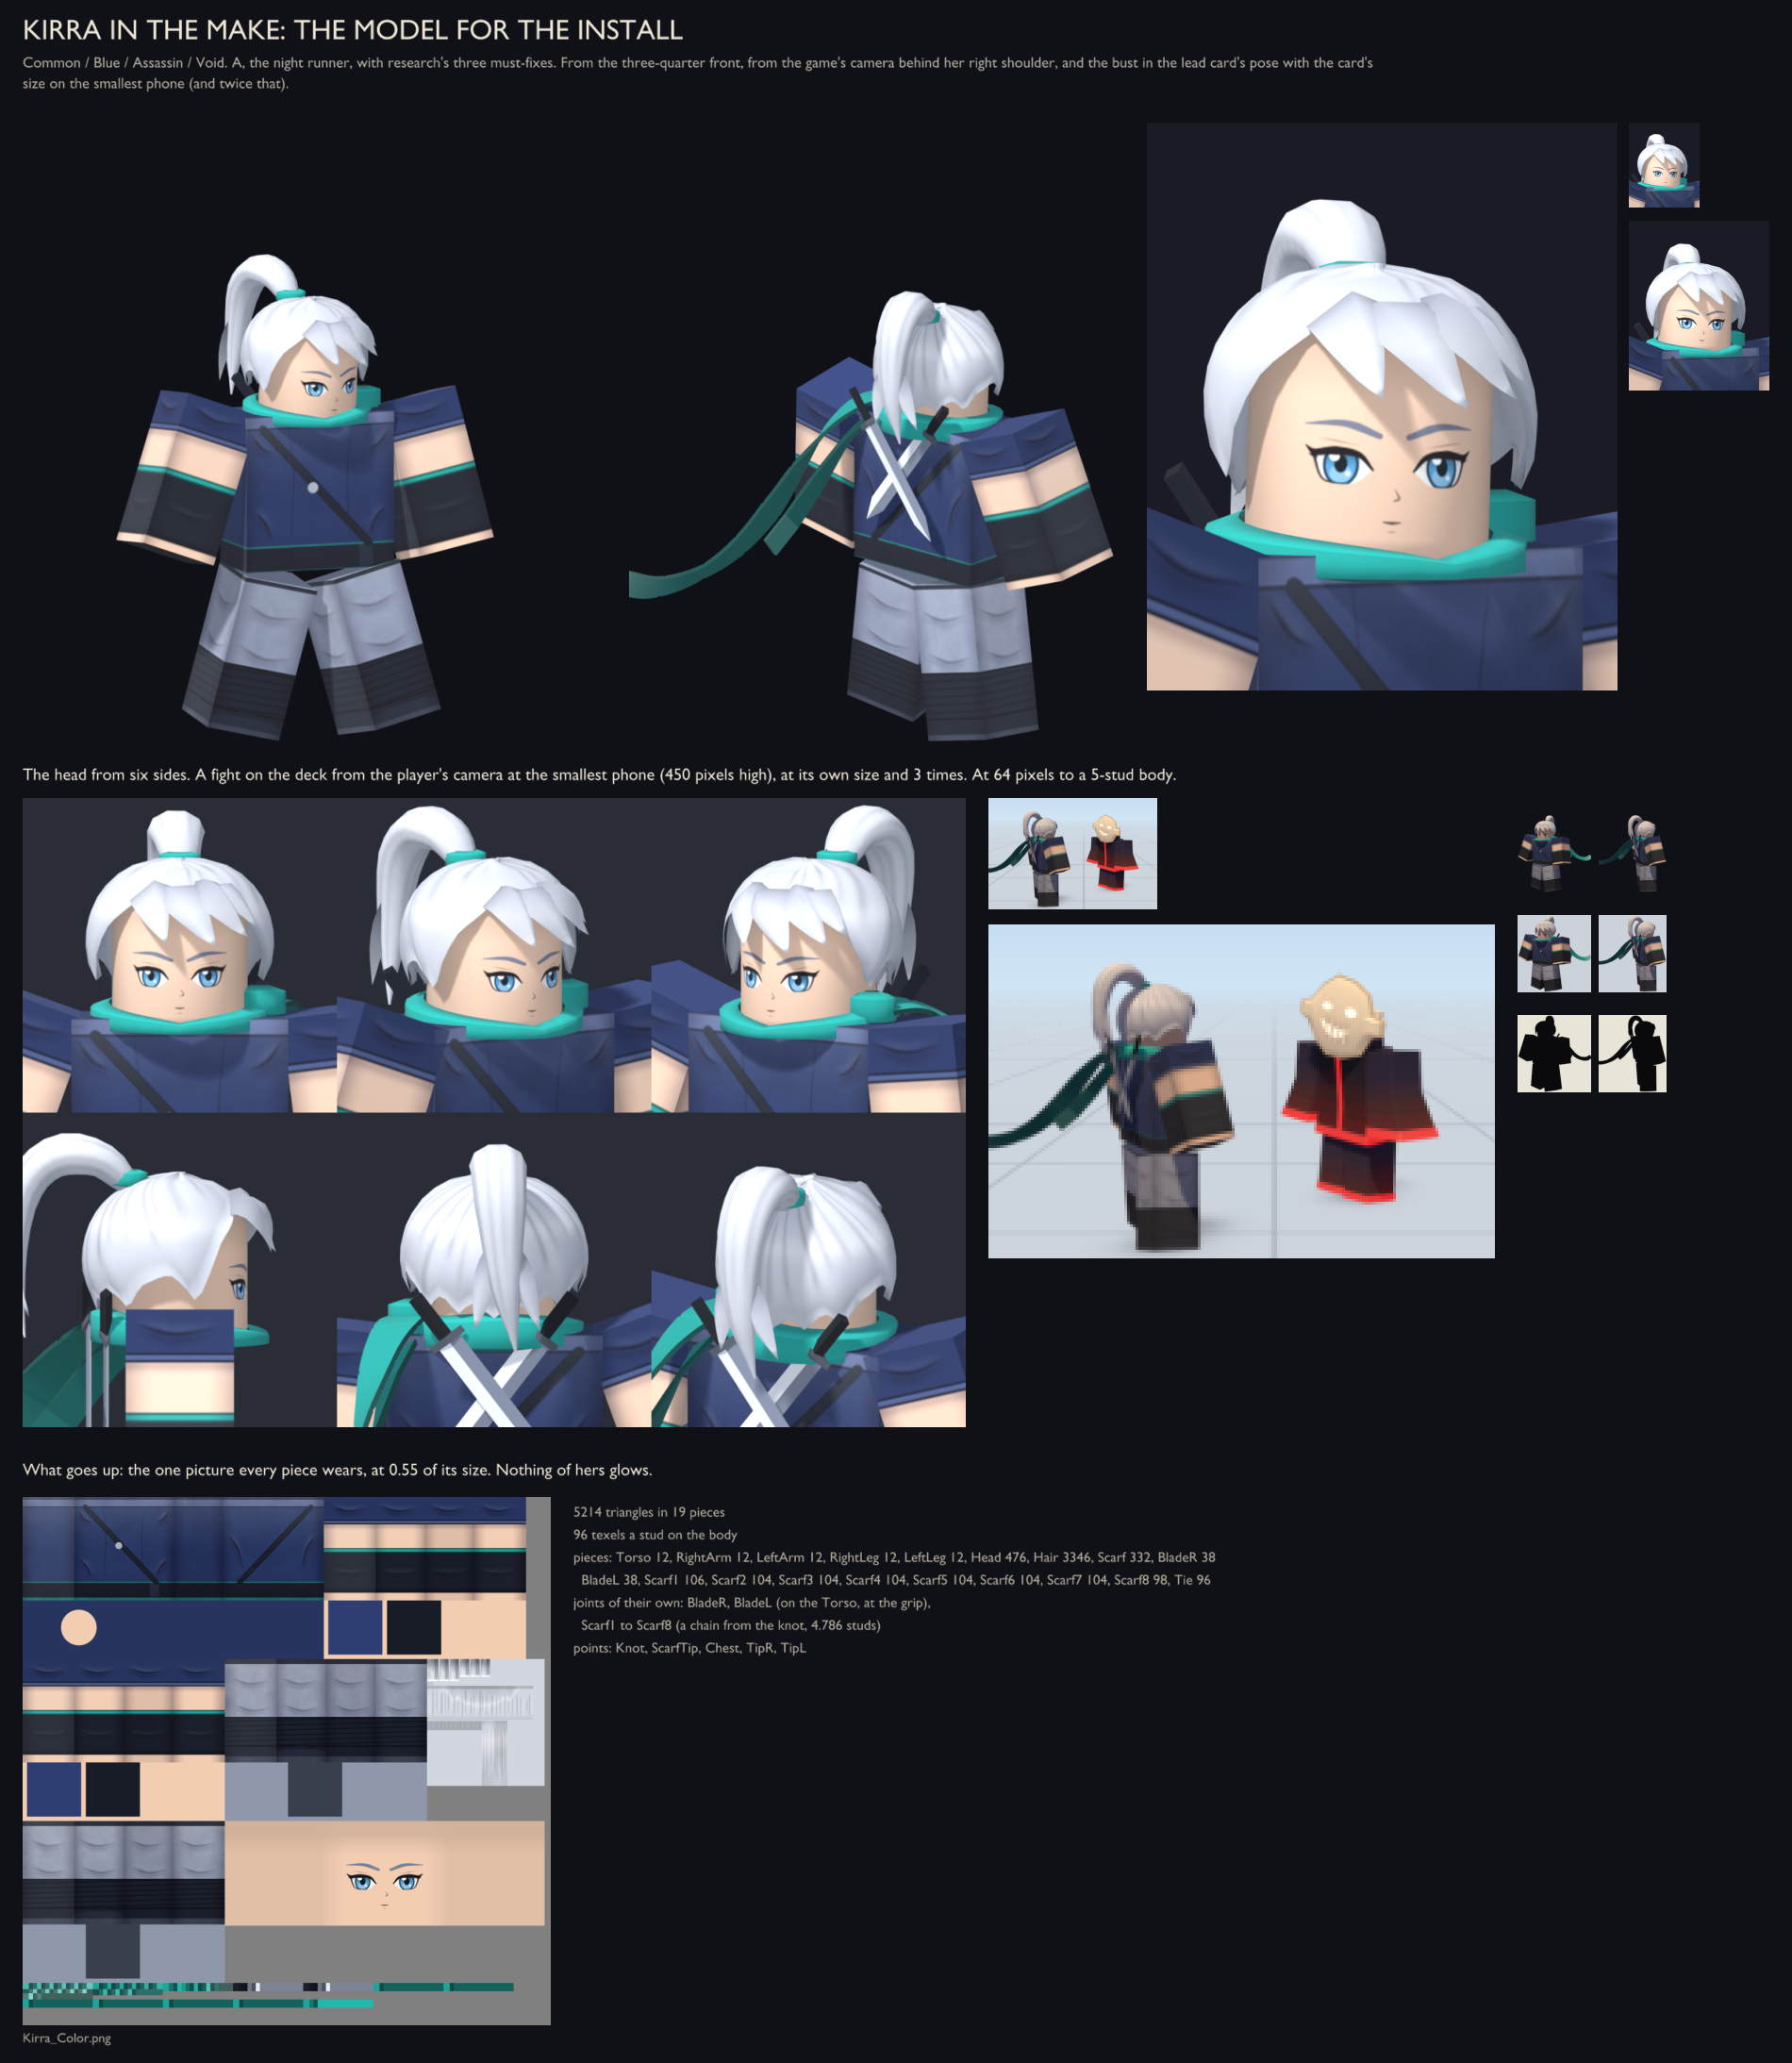 KIRRA IN THE MAKE: THE MODEL FOR THE INSTALL
Common / Blue / Assassin / Void. A, the night runner, with research's three must-fixes. From the three-quarter front, from the game's camera behind her right shoulder, and the bust in the lead card's pose with the card's
size on the smallest phone (and twice that).
The head from six sides. A fight on the deck from the player's camera at the smallest phone (450 pixels high), at its own size and 3 times. At 64 pixels to a 5-stud body.
What goes up: the one picture every piece wears, at 0.55 of its size. Nothing of hers glows.
5214 triangles in 19 pieces
96 texels a stud on the body
pieces: Torso 12, RightArm 12, LeftArm 12, RightLeg 12, LeftLeg 12, Head 476, Hair 3346, Scarf 332, BladeR 38
BladeL 38, Scarf1 106, Scarf2 104, Scarf3 104, Scarf4 104, Scarf5 104, Scarf6 104, Scarf7 104, Scarf8 98, Tie 96
joints of their own: BladeR, BladeL (on the Torso, at the grip),
Scarf1 to Scarf8 (a chain from the knot, 4.786 studs)
points: Knot, ScarfTip, Chest, TipR, TipL
Kirra_Color.png